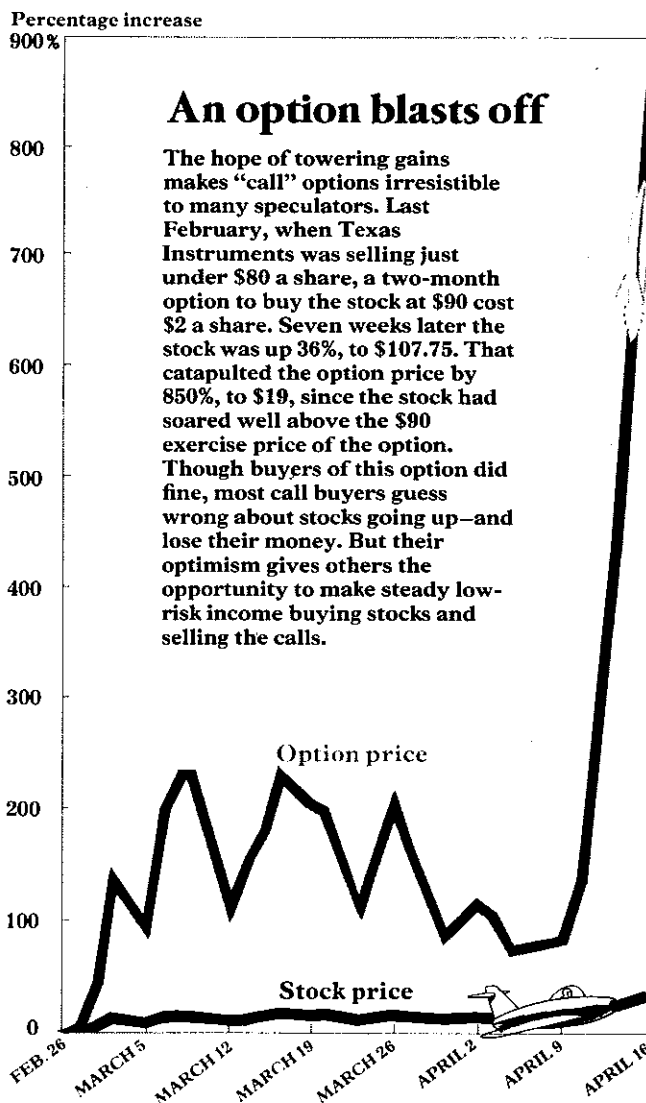 Percentage increase
900%
An option blasts off
The hope of towering gains
makes “call” options irresistible
to many speculators. Last
February, when Texas
Instruments was selling just
under $80 a share, a two-month
option to buy the stock at $90 cost
$2 a share. Seven weeks later the
stock was up 36%, to $107.75. That
catapulted the option price by
850%, to $19, since the stock had
soared well above the $90
exercise price of the option.
Though buyers of this option did
fine, most call buyers guess
wrong about stocks going up—and
lose their money. But their
optimism gives others the
opportunity to make steady low-
risk income buying stocks and
selling the calls.
800
700
600
500
400
300
200
100
0
Option price
Stock price
FEB. 26
MARCH 5
MARCH 12
MARCH 19
MARCH 26
APRIL 2
APRIL 9
APRIL 16